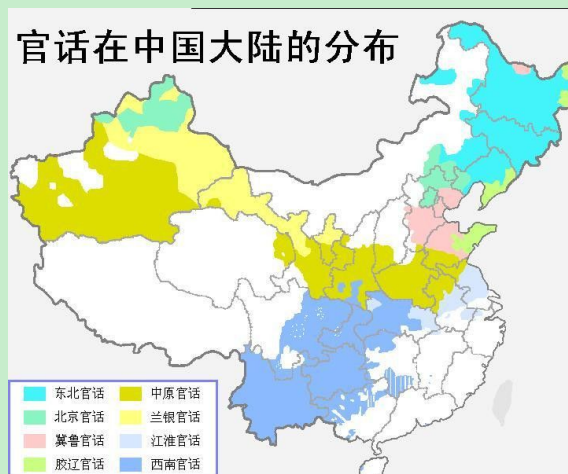 官话在中国大陆的分布
东北官话 中原官话
北京官话 兰银官话
冀鲁官话 江淮官话
胶辽官话 西南官话